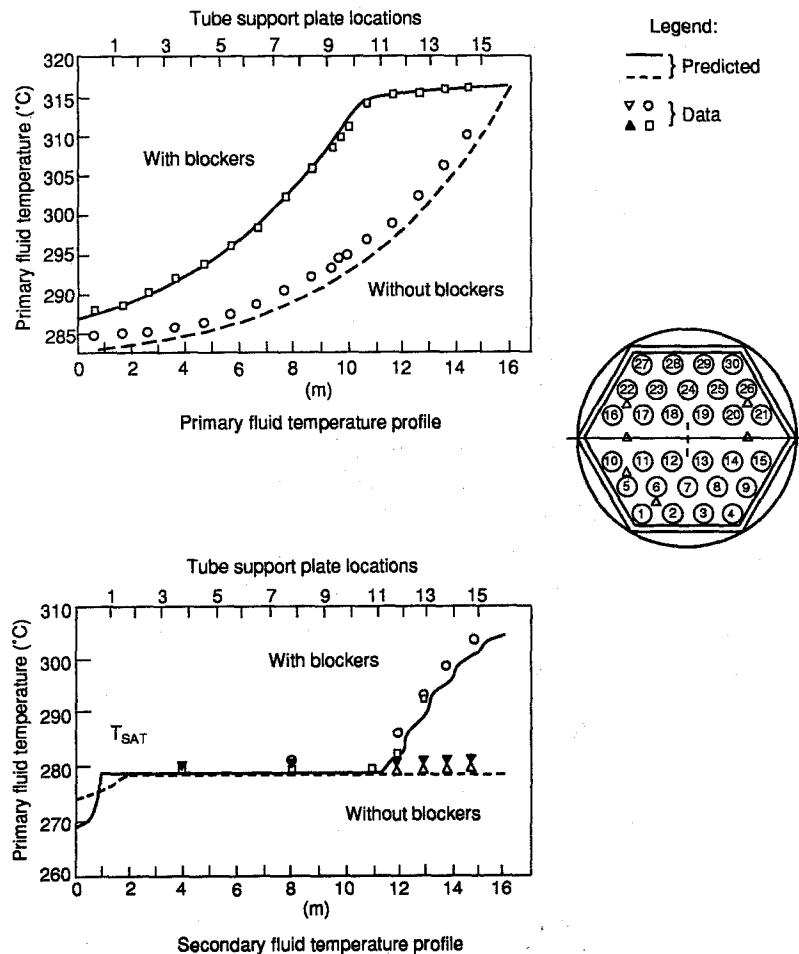 Tube support plate locations
1 3 5 7 9 11 13 15
Primary fluid temperature (°C)
320
315
310
305
300
295
290
285
With blockers
Without blockers
0 2 4 6 8 10 12 14 16
(m)
Primary fluid temperature profile
Legend:
Predicted
Data
27 28 29 30
22 23 24 25 26
16 17 18 19 20 21
10 11 12 13 14 15
5 6 7 8 9
1 2 3 4
Tube support plate locations
1 3 5 7 9 11 13 15
Primary fluid temperature (°C)
310
300
290
280
270
260
With blockers
TSAT
Without blockers
0 2 4 6 8 10 12 14 16
(m)
Secondary fluid temperature profile